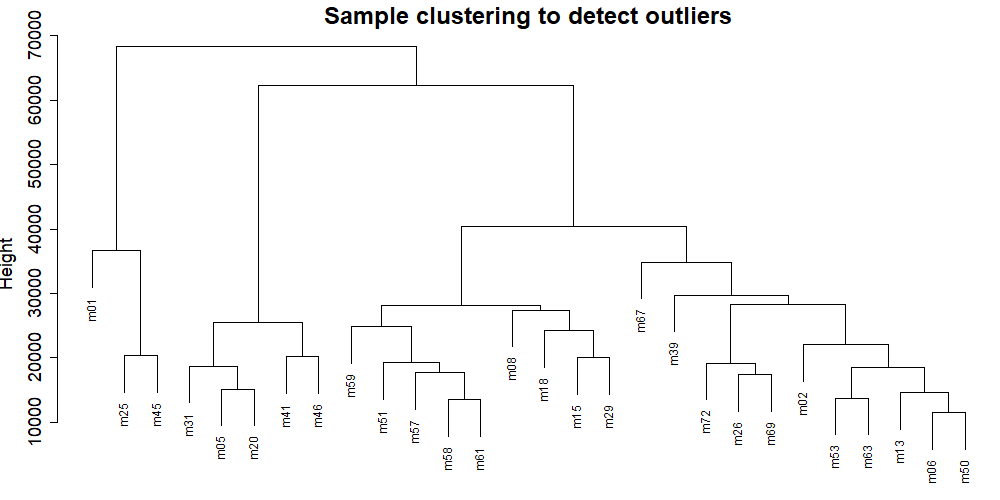 Sample clustering to detect outliers
Height
70000
60000
50000
40000
30000
20000
10000
m01
m25
m45
m31
m05
m20
m41
m46
m59
m51
m57
m58
m61
m08
m18
m15
m29
m67
m39
m72
m26
m69
m02
m53
m63
m13
m06
m50